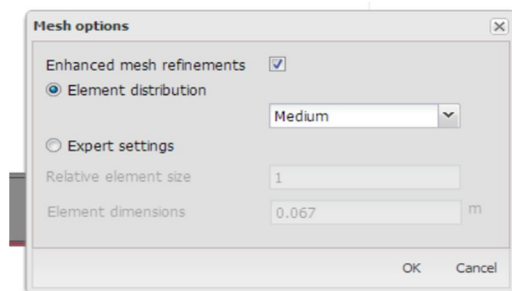 Mesh options
Enhanced mesh refinements
Element distribution
Medium
Expert settings
Relative element size 1
Element dimensions 0.067 m
OK Cancel